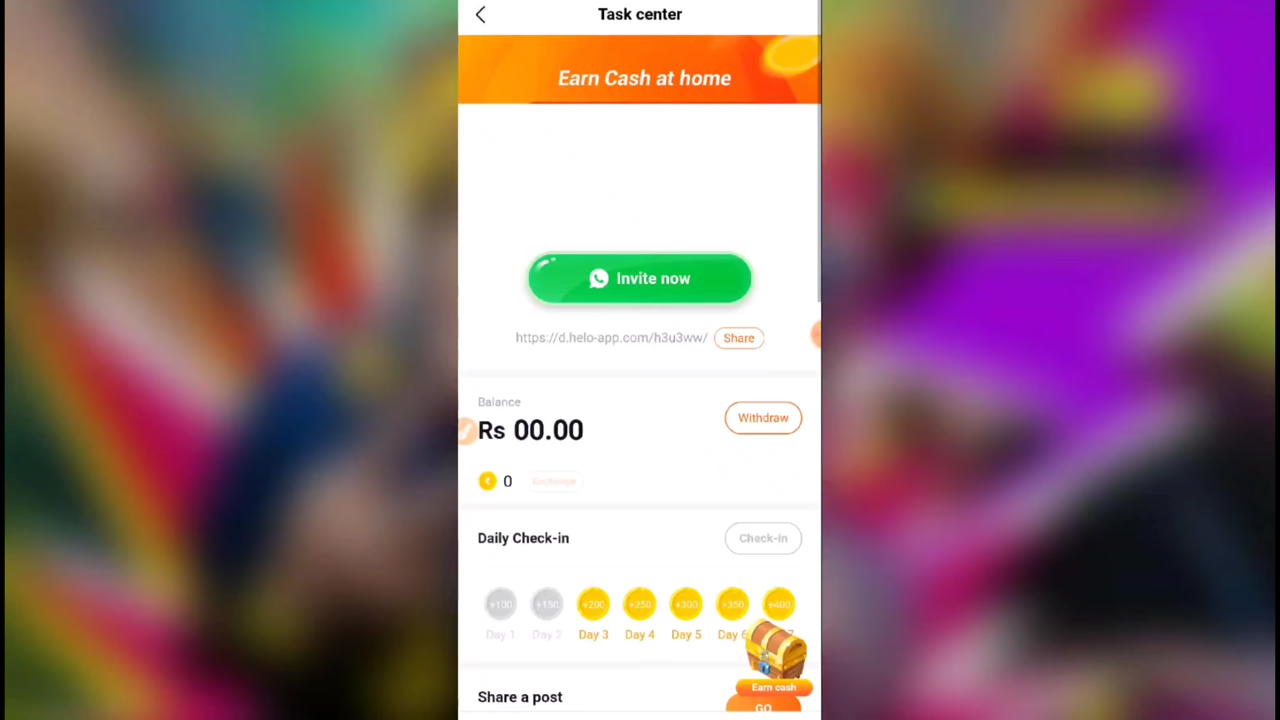 Task center
Earn Cash at home
Invite now
https://d.helo-app.com/h3u3ww/ Share
Balance
Rs 00.00 Withdraw
0 Exchange
Daily Check-in Check-in
+100 +150 +200 +250 +300 +350 +400
Day 1 Day 2 Day 3 Day 4 Day 5 Day 6
Earn cash
Share a post GO